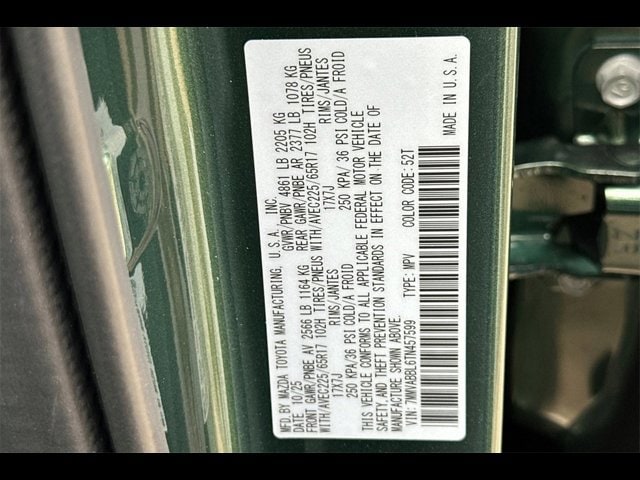 MFD.BY MAZDA TOYOTA MANUFACTURING, U.S.A., INC.
DATE: 10/25 GVWR/PNBV 4861 LB 2205 KG
FRONT GAWR/PNBE AV 2566 LB 1164 KG REAR GAWR/PNBE AR 2377 LB 1078 KG
WITH/AVEC225/65R17 102H TIRES/PNEUS WITH/AVEC225/65R17 102H TIRES/PNEUS
17X7J RIMS/JANTES 17X7J RIMS/JANTES
250 KPA/36 PSI COLD/A FROID 250 KPA/ 36 PSI COLD/A FROID
THIS VEHICLE CONFORMS TO ALL APPLICABLE FEDERAL MOTOR VEHICLE
SAFETY AND THEFT PREVENTION STANDARDS IN EFFECT ON THE DATE OF
MANUFACTURE SHOWN ABOVE.
VIN: 7MMVABBL6TN457599 TYPE: MPV COLOR CODE: 52T MADE IN U.S.A.